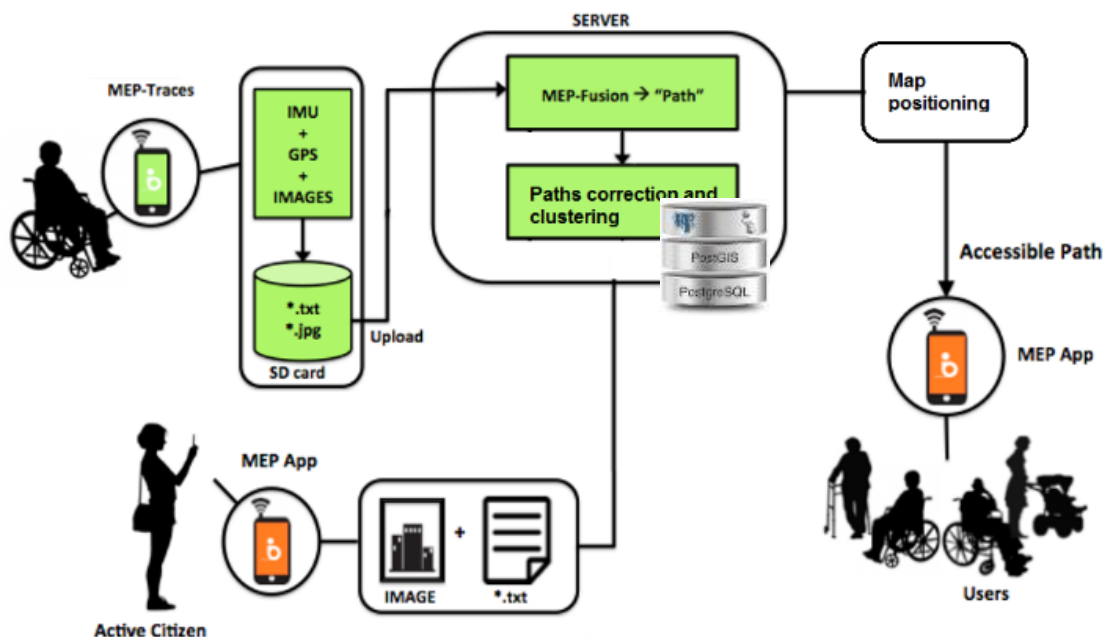 SERVER
MEP-Traces
IMU
+
GPS
+
IMAGES
*.txt
*.jpg
SD card
Upload
MEP-Fusion → “Path”
Paths correction and
clustering
PostGIS
PostgreSQL
Map
positioning
Accessible Path
MEP App
Users
MEP App
IMAGE
+
*.txt
Active Citizen